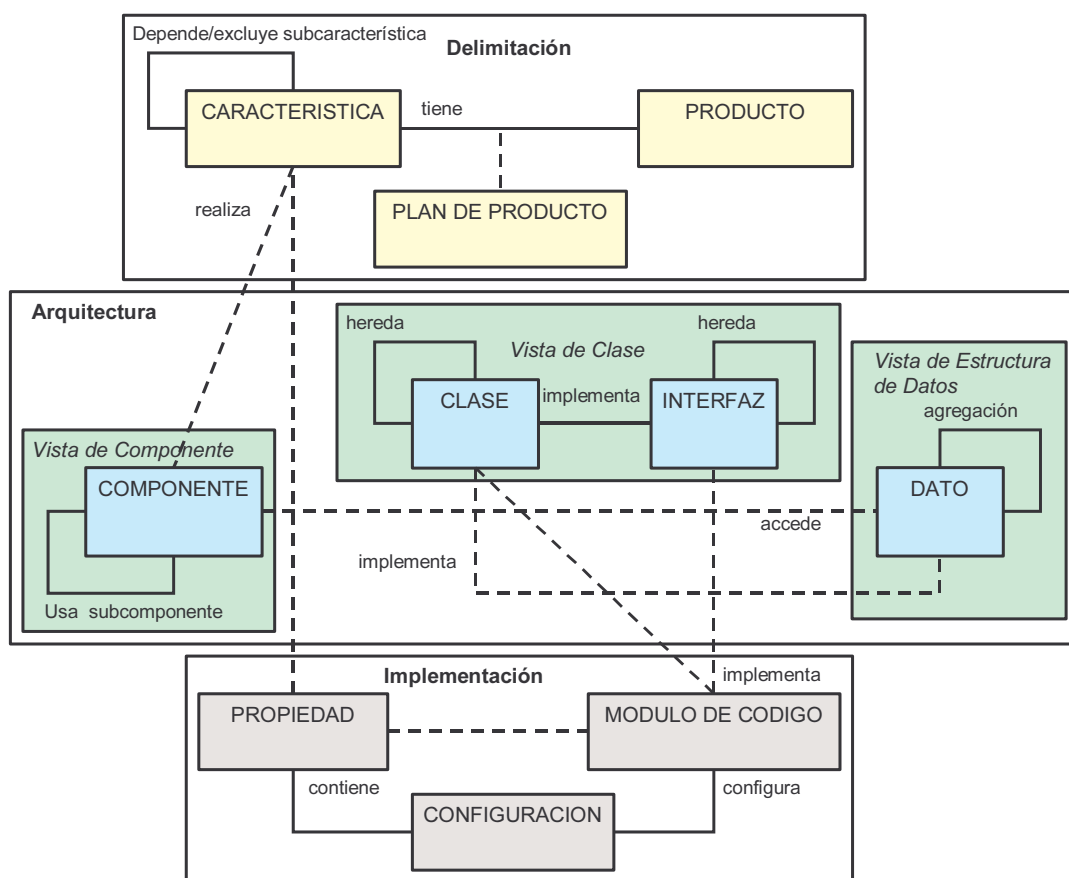 Depende/excluye subcaracterística
Delimitación
CARACTERISTICA
tiene
PRODUCTO
realiza
PLAN DE PRODUCTO
Arquitectura
hereda
hereda
Vista de Clase
Vista de Estructura
de Datos
CLASE
implementa
INTERFAZ
agregación
Vista de Componente
COMPONENTE
DATO
accede
implementa
Usa subcomponente
Implementación
implementa
PROPIEDAD
MODULO DE CODIGO
contiene
configura
CONFIGURACION